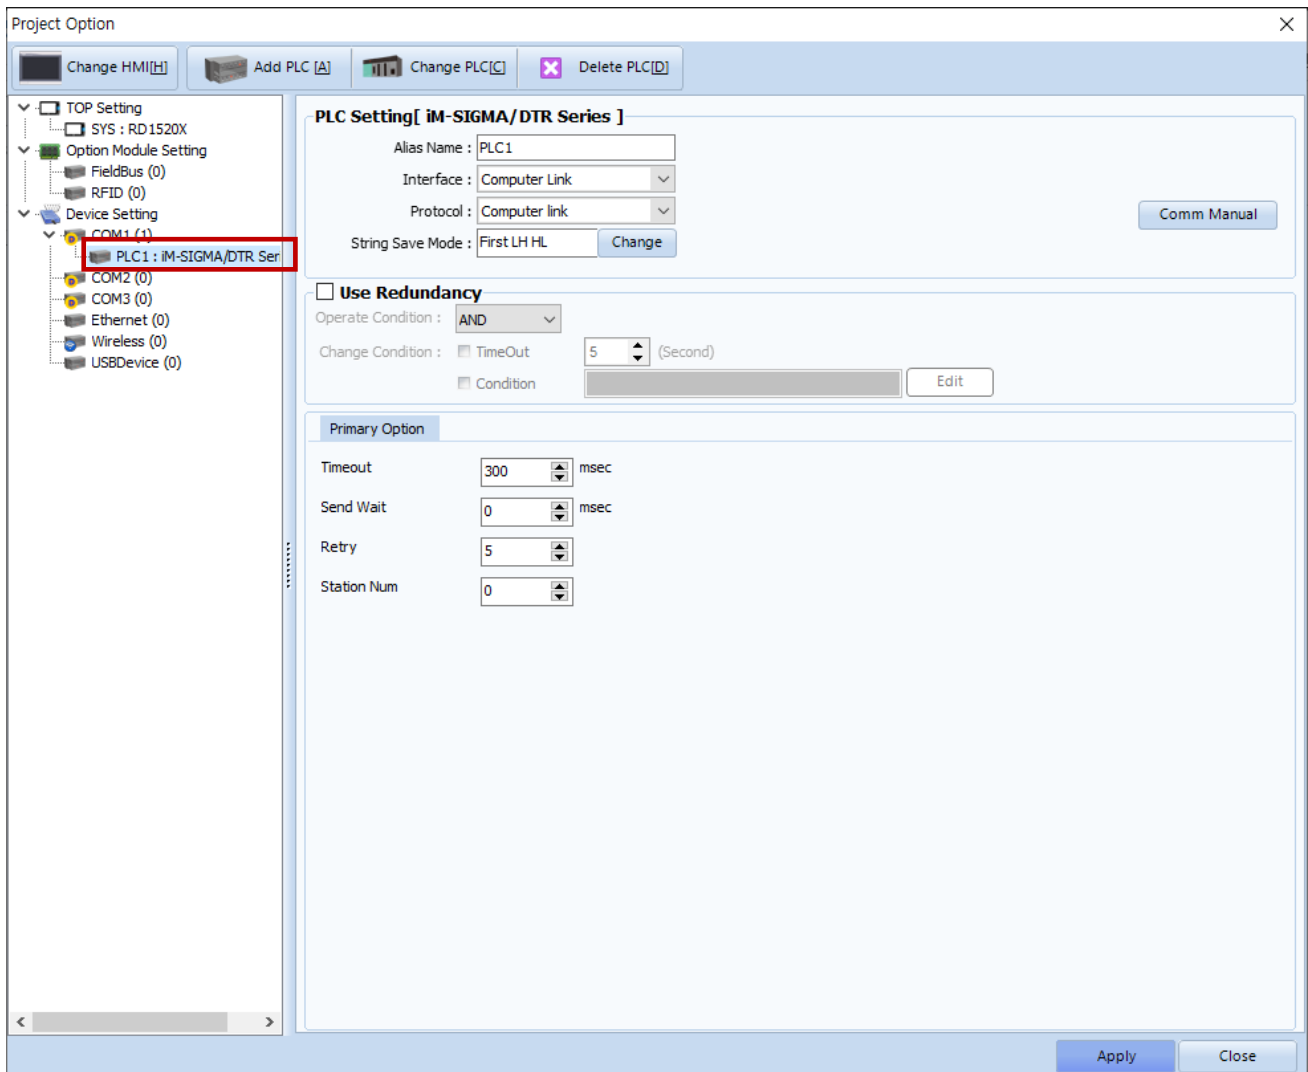 Project Option
Change HMI[H]
Add PLC [A]
Change PLC[C]
Delete PLC[D]
TOP Setting
SYS : RD1520X
Option Module Setting
FieldBus (0)
RFID (0)
Device Setting
COM1 (1)
PLC1 : iM-SIGMA/DTR Ser
COM2 (0)
COM3 (0)
Ethernet (0)
Wireless (0)
USBDevice (0)
PLC Setting[ iM-SIGMA/DTR Series ]
Alias Name : PLC1
Interface : Computer Link
Protocol : Computer link
Comm Manual
String Save Mode : First LH HL Change
Use Redundancy
Operate Condition : AND
Change Condition : TimeOut 5 (Second)
Condition Edit
Primary Option
Timeout 300 msec
Send Wait 0 msec
Retry 5
Station Num 0
Apply
Close